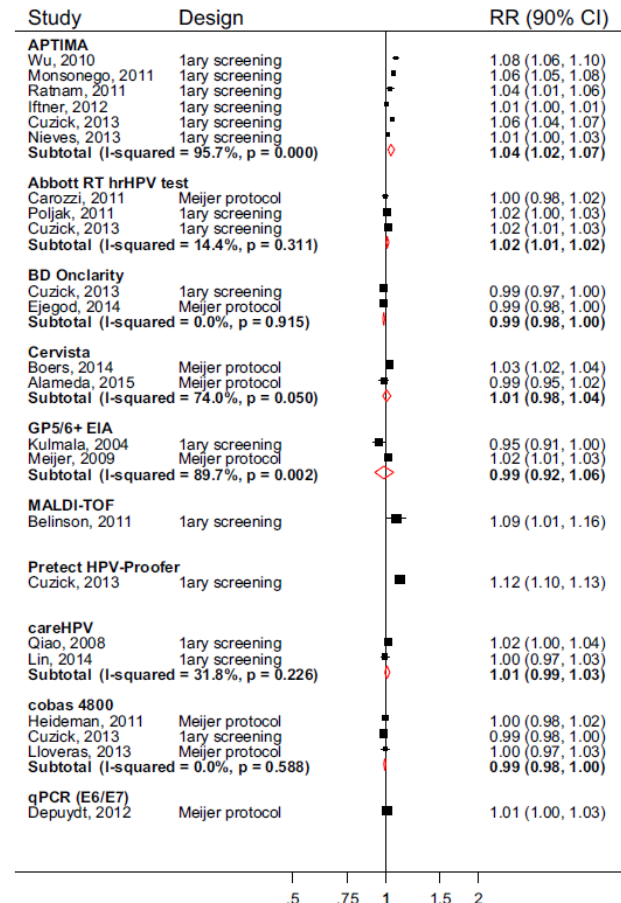 Study Design RR (90% CI)
APTIMA
Wu, 2010 1ary screening 1.08 (1.06, 1.10)
Monsonego, 2011 1ary screening 1.06 (1.05, 1.08)
Ratnam, 2011 1ary screening 1.04 (1.01, 1.06)
Iftner, 2012 1ary screening 1.01 (1.00, 1.01)
Cuzick, 2013 1ary screening 1.06 (1.04, 1.07)
Nieves, 2013 1ary screening 1.01 (1.00, 1.03)
Subtotal (I-squared = 95.7%, p = 0.000) 1.04 (1.02, 1.07)
Abbott RT hrHPV test
Carozzi, 2011 Meijer protocol 1.00 (0.98, 1.02)
Poljak, 2011 1ary screening 1.02 (1.00, 1.03)
Cuzick, 2013 1ary screening 1.02 (1.01, 1.03)
Subtotal (I-squared = 14.4%, p = 0.311) 1.02 (1.01, 1.02)
BD Onclarity
Cuzick, 2013 1ary screening 0.99 (0.97, 1.00)
Ejegod, 2014 Meijer protocol 0.99 (0.98, 1.00)
Subtotal (I-squared = 0.0%, p = 0.915) 0.99 (0.98, 1.00)
Cervista
Boers, 2014 Meijer protocol 1.03 (1.02, 1.04)
Alameda, 2015 Meijer protocol 0.99 (0.95, 1.02)
Subtotal (I-squared = 74.0%, p = 0.050) 1.01 (0.98, 1.04)
GP5/6+ EIA
Kulmala, 2004 1ary screening 0.95 (0.91, 1.00)
Meijer, 2009 Meijer protocol 1.02 (1.01, 1.03)
Subtotal (I-squared = 89.7%, p = 0.002) 0.99 (0.92, 1.06)
MALDI-TOF
Belinson, 2011 1ary screening 1.09 (1.01, 1.16)
Pretect HPV-Proofer
Cuzick, 2013 1ary screening 1.12 (1.10, 1.13)
careHPV
Qiao, 2008 1ary screening 1.02 (1.00, 1.04)
Lin, 2014 1ary screening 1.00 (0.97, 1.03)
Subtotal (I-squared = 31.8%, p = 0.226) 1.01 (0.99, 1.03)
cobas 4800
Heideman, 2011 Meijer protocol 1.00 (0.98, 1.02)
Cuzick, 2013 1ary screening 0.99 (0.98, 1.00)
Lloveras, 2013 Meijer protocol 1.00 (0.97, 1.03)
Subtotal (I-squared = 0.0%, p = 0.588) 0.99 (0.98, 1.00)
qPCR (E6/E7)
Depuydt, 2012 Meijer protocol 1.01 (1.00, 1.03)
.5 .75 1 1.5 2